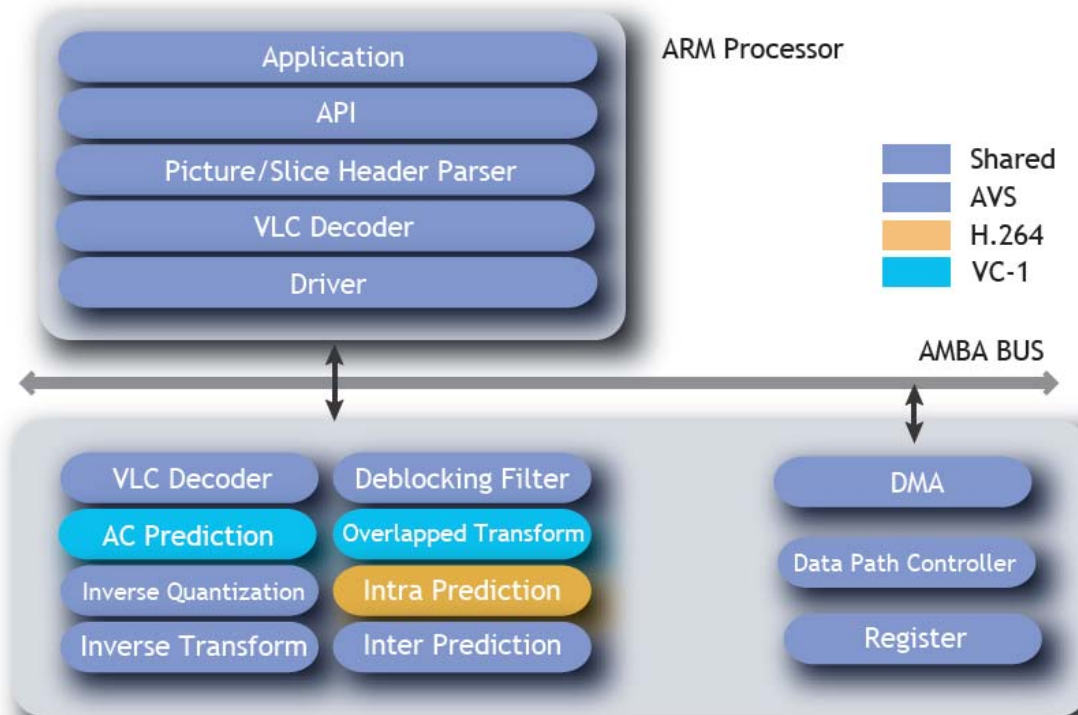 Application
ARM Processor
API
Picture/Slice Header Parser
VLC Decoder
Driver
Shared
AVS
H.264
VC-1
AMBA BUS
VLC Decoder
Deblocking Filter
AC Prediction
Overlapped Transform
Inverse Quantization
Intra Prediction
Inverse Transform
Inter Prediction
DMA
Data Path Controller
Register